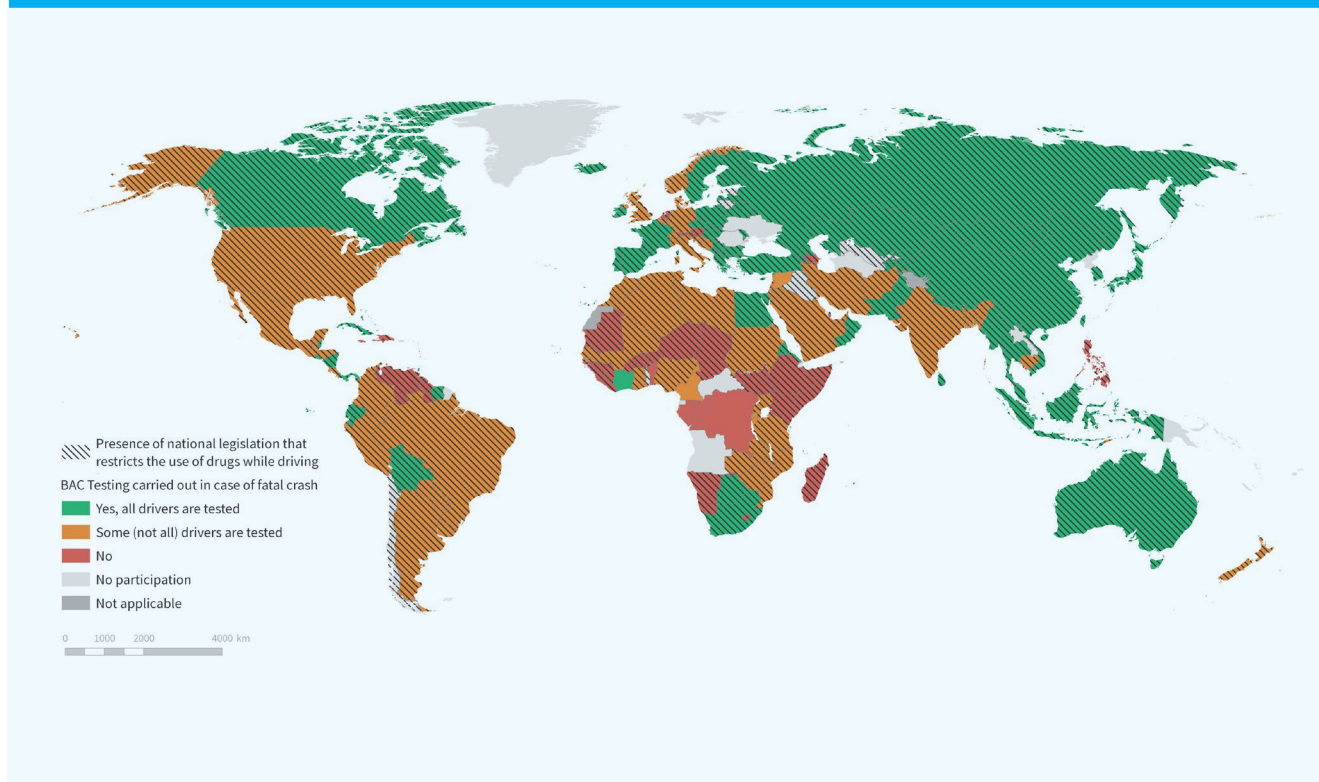 Presence of national legislation that
restricts the use of drugs while driving
BAC Testing carried out in case of fatal crash
Yes, all drivers are tested
Some (not all) drivers are tested
No
No participation
Not applicable
0 1000 2000 4000 km